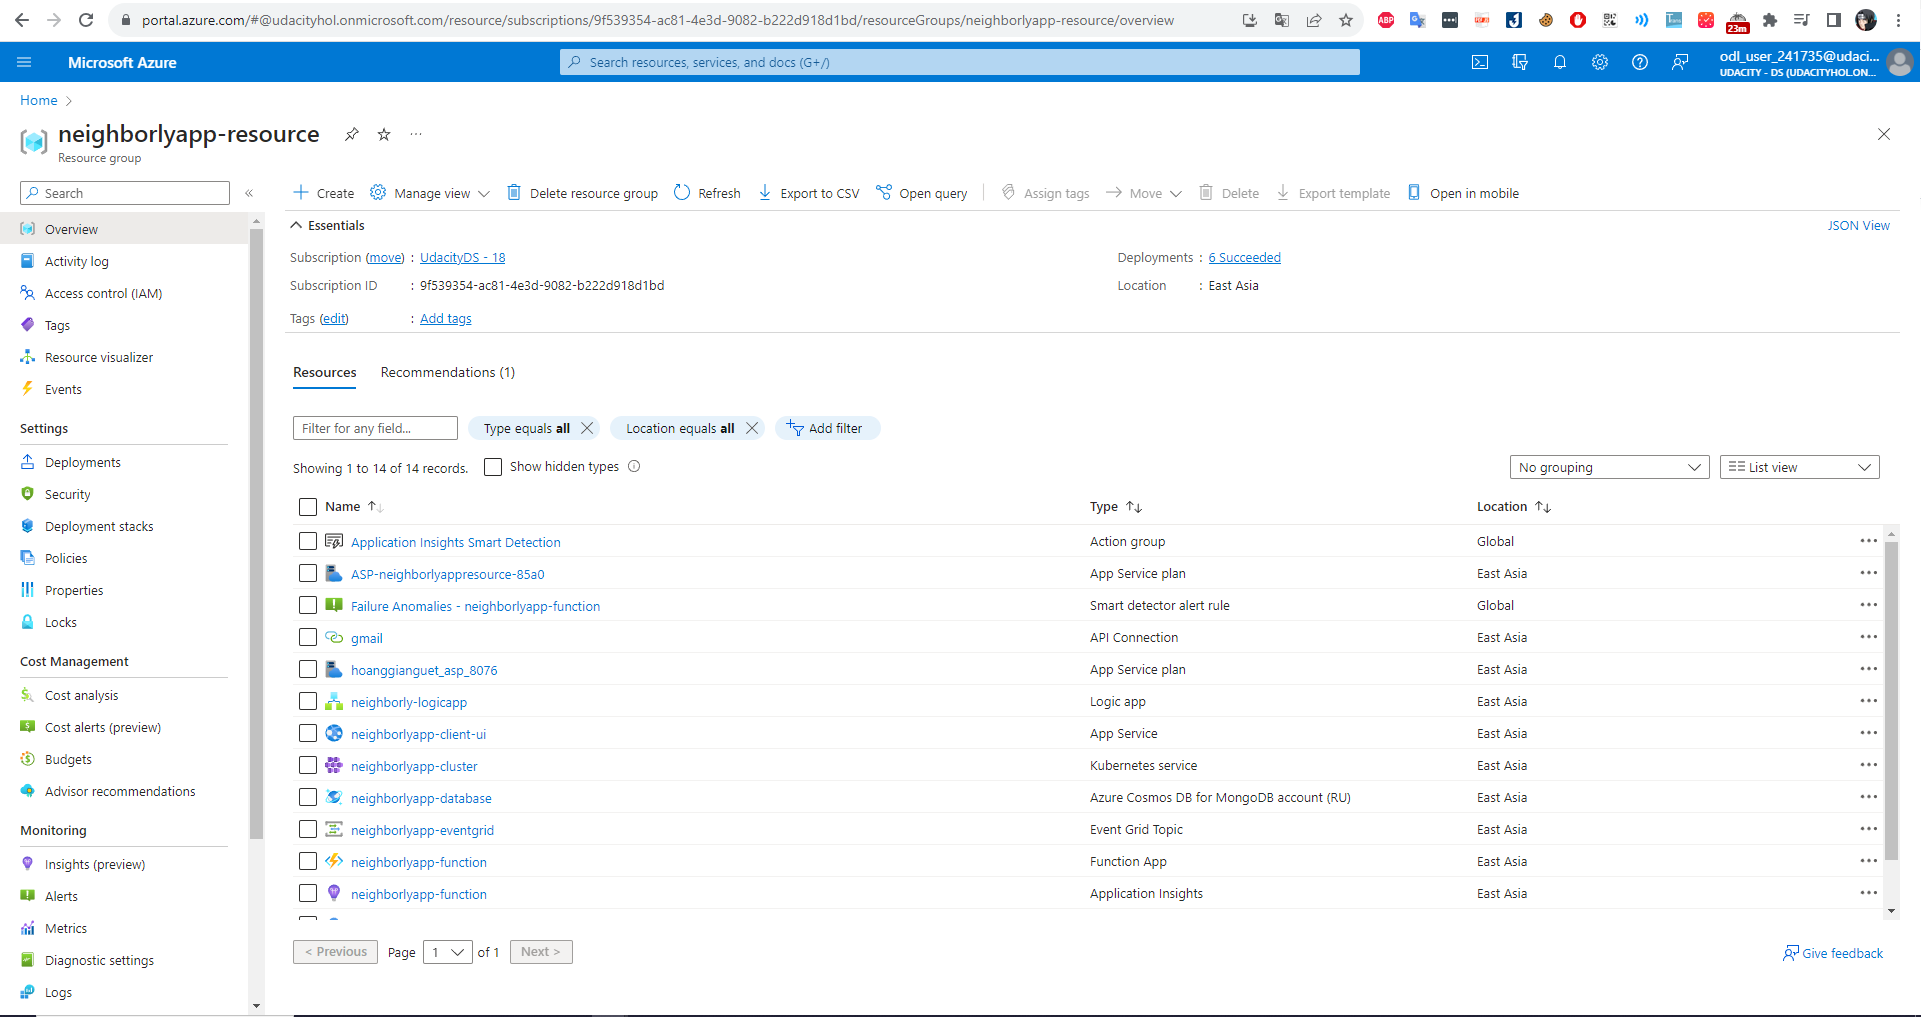 portal.azure.com/#@udacityhol.onmicrosoft.com/resource/subscriptions/9f539354-ac81-4e3d-9082-b222d918d1bd/resourceGroups/neighborlyapp-resource/overview
ABP
23m
Microsoft Azure
Search resources, services, and docs (G+/)
odl_user_241735@udaci...
UDACITY - DS (UDACITYHOL.ON...
Home
neighborlyapp-resource
Resource group
Search
Create Manage view Delete resource group Refresh Export to CSV Open query Assign tags Move Delete Export template Open in mobile
Overview
Activity log
Access control (IAM)
Tags
Resource visualizer
Events
Settings
Deployments
Security
Deployment stacks
Policies
Properties
Locks
Cost Management
Cost analysis
Cost alerts (preview)
Budgets
Advisor recommendations
Monitoring
Insights (preview)
Alerts
Metrics
Diagnostic settings
Logs
Essentials
JSON View
Subscription (move) : UdacityDS - 18
Deployments : 6 Succeeded
Subscription ID : 9f539354-ac81-4e3d-9082-b222d918d1bd
Location : East Asia
Tags (edit) : Add tags
Resources Recommendations (1)
Filter for any field... Type equals all Location equals all Add filter
Showing 1 to 14 of 14 records. Show hidden types No grouping List view
Name Type Location
Application Insights Smart Detection Action group Global
ASP-neighborlyappresource-85a0 App Service plan East Asia
Failure Anomalies - neighborlyapp-function Smart detector alert rule Global
gmail API Connection East Asia
hoanggianguet_asp_8076 App Service plan East Asia
neighborly-logicapp Logic app East Asia
neighborlyapp-client-ui App Service East Asia
neighborlyapp-cluster Kubernetes service East Asia
neighborlyapp-database Azure Cosmos DB for MongoDB account (RU) East Asia
neighborlyapp-eventgrid Event Grid Topic East Asia
neighborlyapp-function Function App East Asia
neighborlyapp-function Application Insights East Asia
< Previous Page 1 of 1 Next >
Give feedback